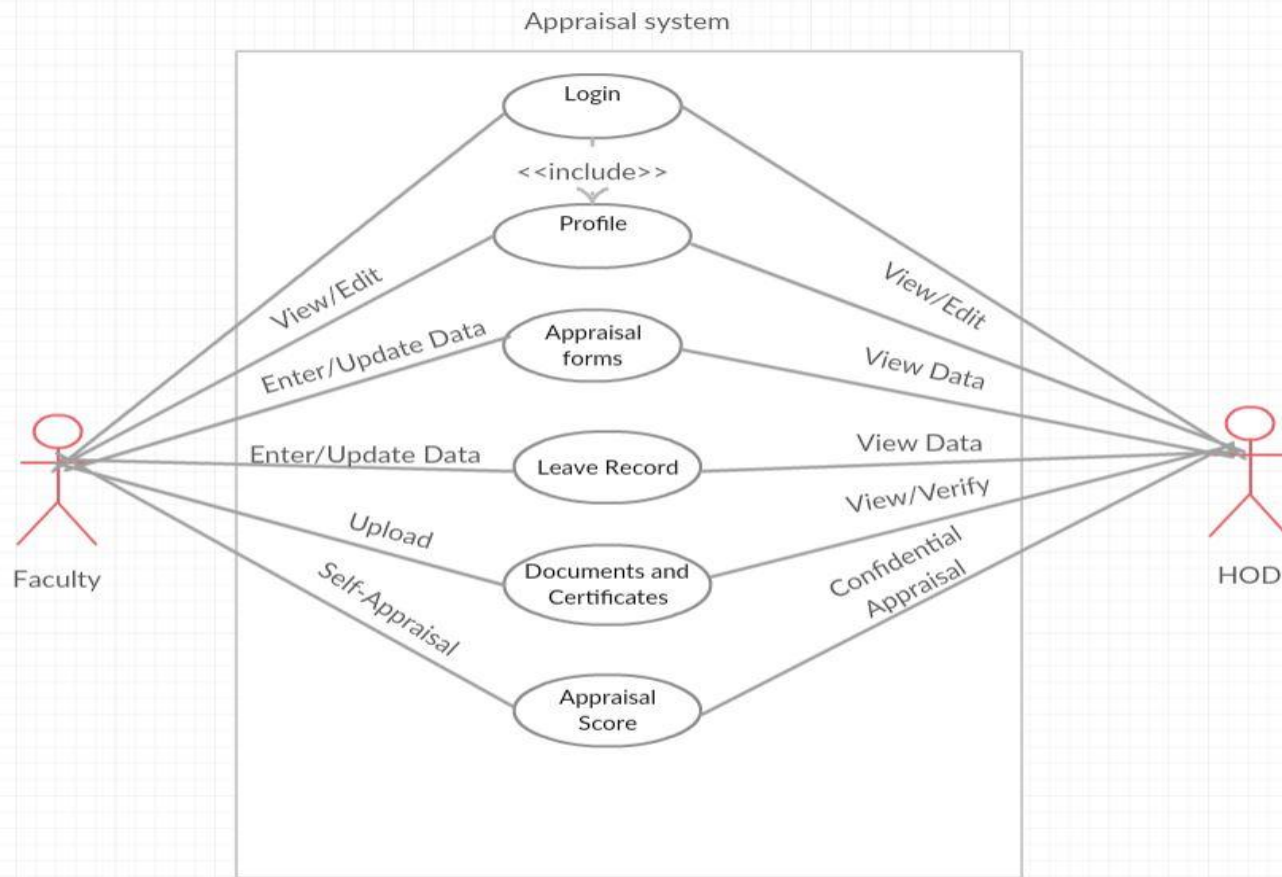 Appraisal system
Login
<<include>>
Profile
View/Edit
View/Edit
Enter/Update Data
Appraisal
forms
View Data
Enter/Update Data
Leave Record
View Data
View/Verify
Upload
Documents and
Certificates
Confidential
Appraisal
Self-Appraisal
Faculty
HOD
Appraisal
Score